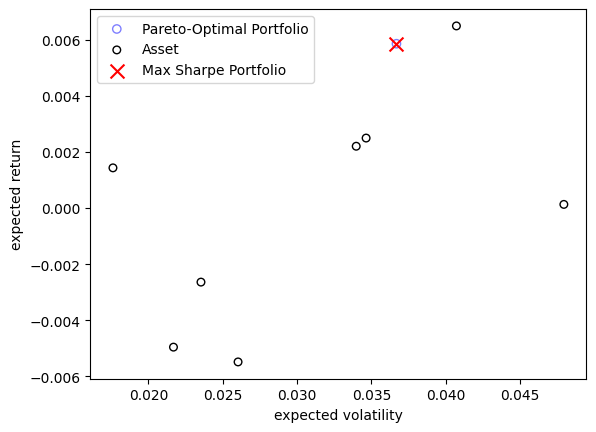 Pareto-Optimal Portfolio
Asset
Max Sharpe Portfolio
0.006
0.004
0.002
0.000
−0.002
−0.004
−0.006
expected return
0.020 0.025 0.030 0.035 0.040 0.045
expected volatility